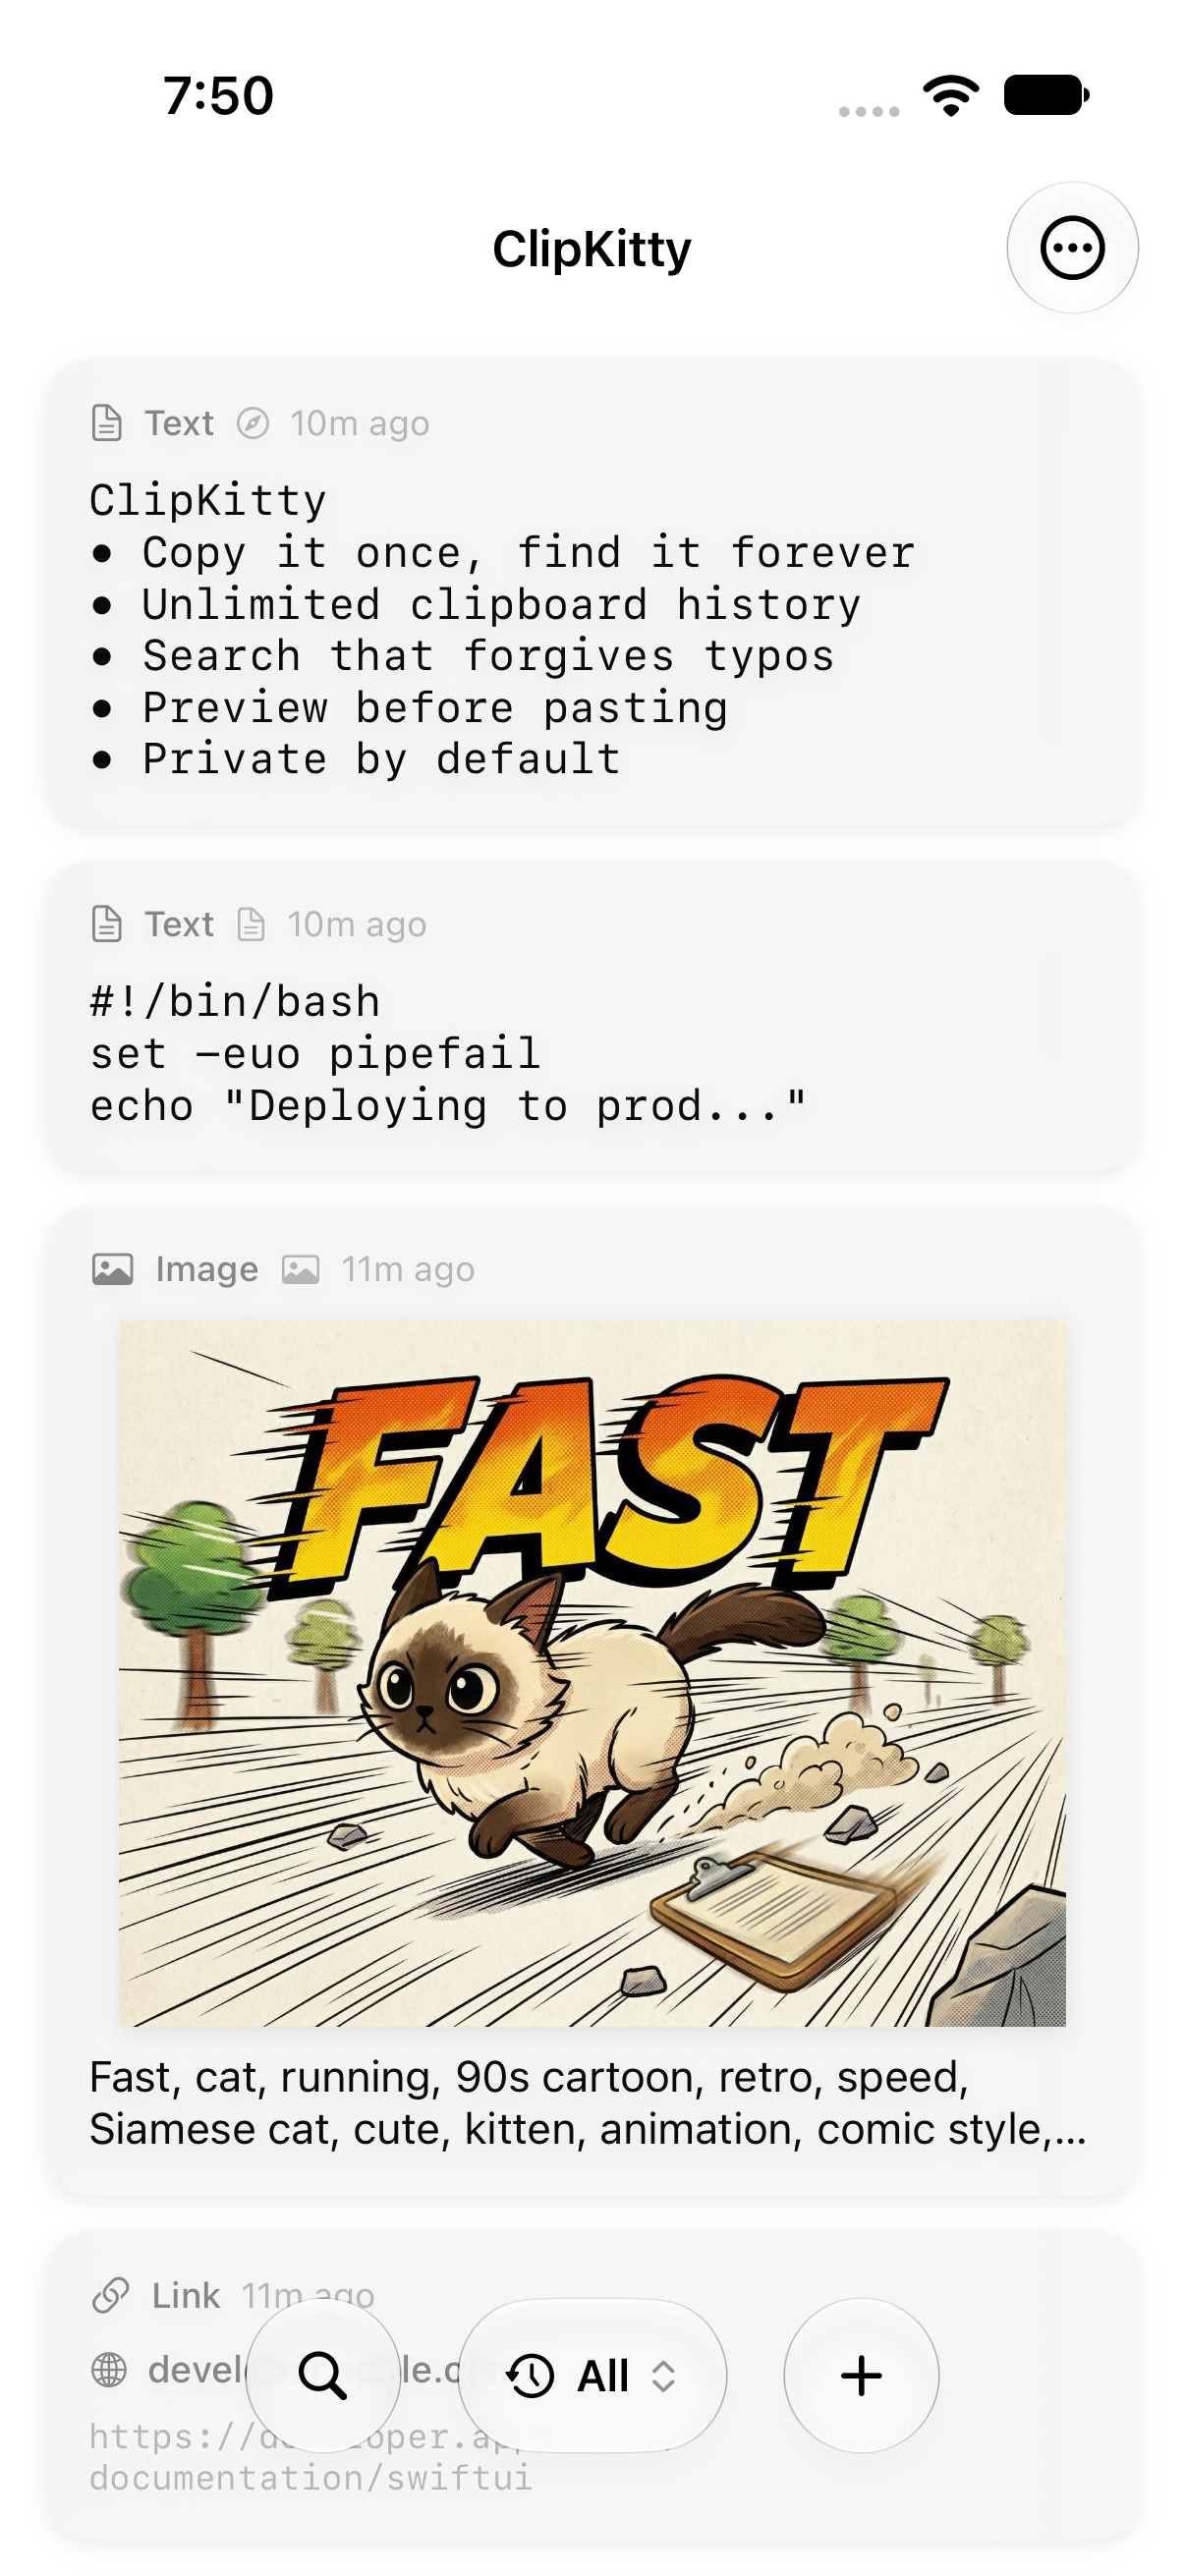 7:50
ClipKitty
Text 10m ago
ClipKitty
• Copy it once, find it forever
• Unlimited clipboard history
• Search that forgives typos
• Preview before pasting
• Private by default
Text 10m ago
#!/bin/bash
set -euo pipefail
echo "Deploying to prod..."
Image 11m ago
FAST
Fast, cat, running, 90s cartoon, retro, speed,
Siamese cat, cute, kitten, animation, comic style,...
Link 11m ago
All
documentation/swiftui